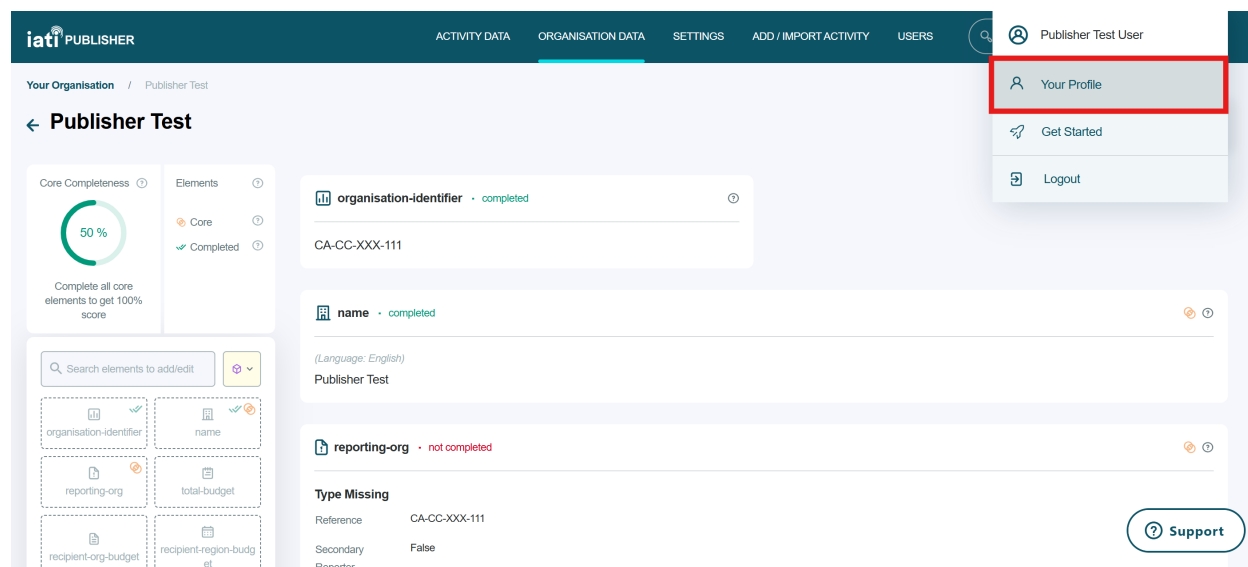 iati PUBLISHER
ACTIVITY DATA ORGANISATION DATA SETTINGS ADD / IMPORT ACTIVITY USERS
Publisher Test User
Your Profile
Get Started
Logout
Your Organisation / Publisher Test
Publisher Test
Core Completeness
50 %
Complete all core
elements to get 100%
score
Elements
Core
Completed
Search elements to add/edit
organisation-identifier
name
reporting-org
total-budget
recipient-org-budget
recipient-region-budg
et
organisation-identifier · completed
CA-CC-XXX-111
name · completed
(Language: English)
Publisher Test
reporting-org · not completed
Type Missing
Reference CA-CC-XXX-111
Secondary False
Reporter
Support